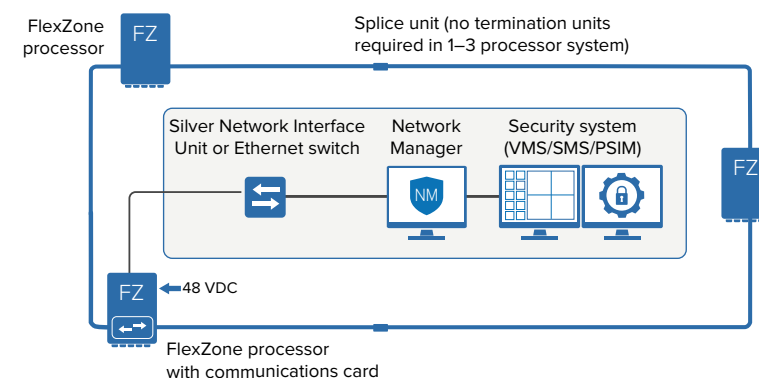 FlexZone
processor
FZ
Splice unit (no termination units
required in 1–3 processor system)
Silver Network Interface
Unit or Ethernet switch
Network
Manager
Security system
(VMS/SMS/PSIM)
NM
FZ
FZ
48 VDC
FlexZone processor
with communications card